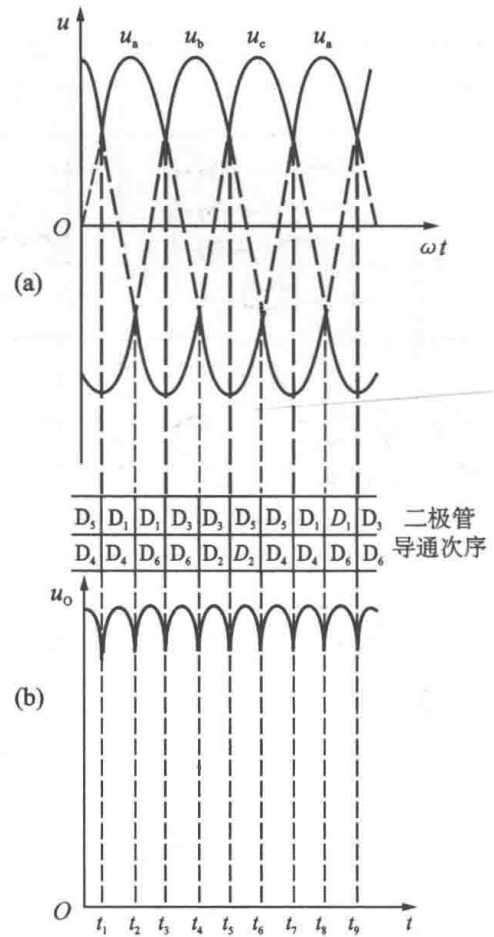 u u_a u_b u_c u_a
O ωt
(a)
D₅ D₁ D₁ D₃ D₃ D₅ D₅ D₁ D₁ D₃ 二极管
D₄ D₄ D₆ D₆ D₂ D₂ D₄ D₄ D₆ D₆ 导通次序
u_O
(b)
O t₁ t₂ t₃ t₄ t₅ t₆ t₇ t₈ t₉ t